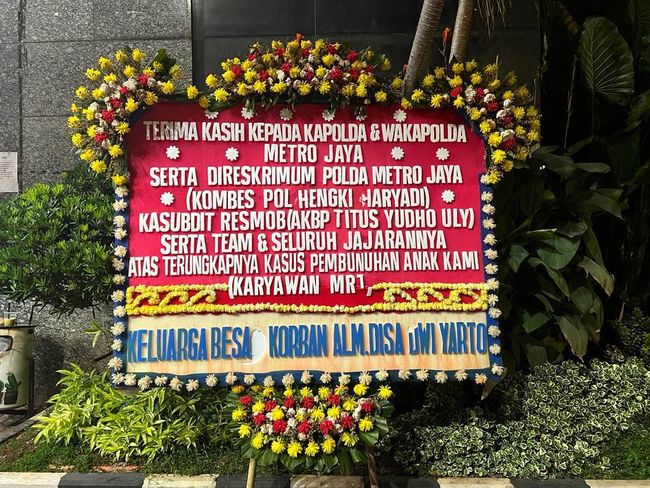 TERIMA KASIH KEPADA KAPOLDA & WAKAPOLDA
METRO JAYA
SERTA DIRESKRIMUM POLDA METRO JAYA
(KOMBES POL HENGKI HARYADI)
KASUBDIT RESMOB(AKBP TITUS YUDHO ULY)
SERTA TEAM & SELURUH JAJARANNYA
ATAS TERUNGKAPNYA KASUS PEMBUNUHAN ANAK KAMI
(KARYAWAN MRT)
KELUARGA BESA KORBAN ALM.DISA DWI YARTO